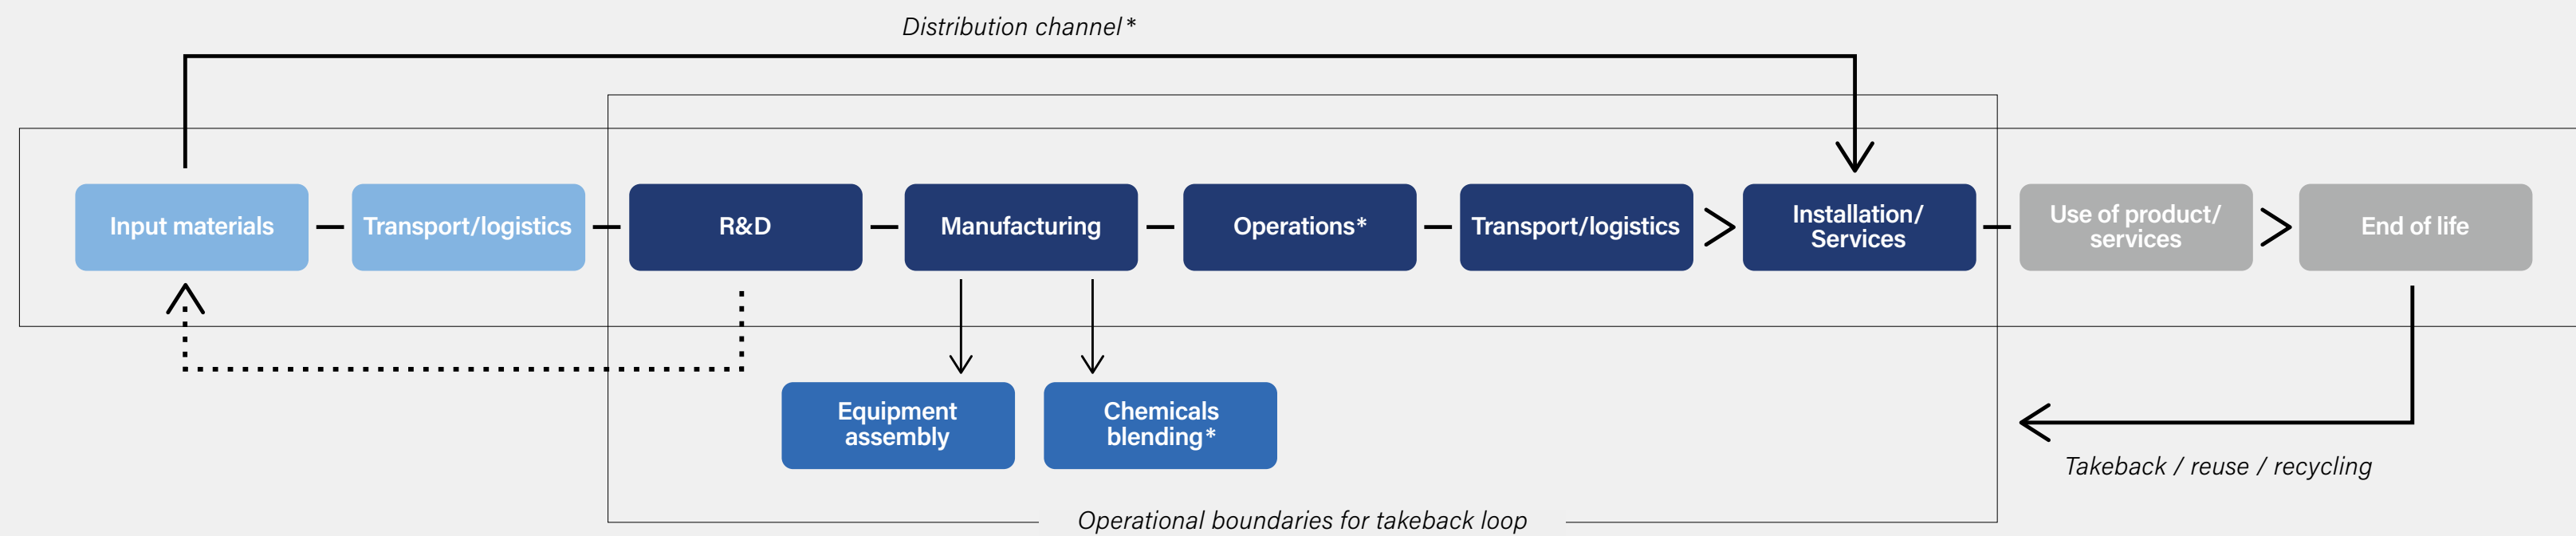 Distribution channel*
Input materials
Transport/logistics
R&D
Manufacturing
Operations*
Transport/logistics
Installation/
Services
Use of product/
services
End of life
Equipment
assembly
Chemicals
blending*
Takeback / reuse / recycling
Operational boundaries for takeback loop